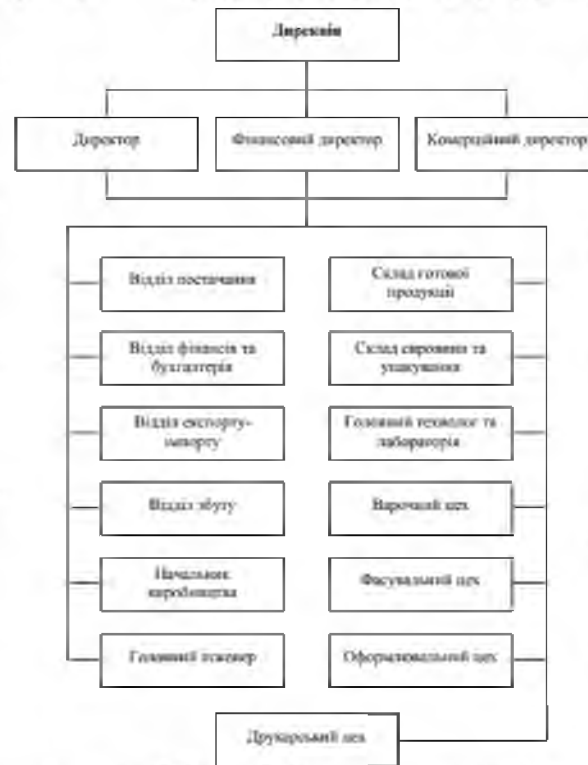 Дирекція
Директор
Фінансовий директор
Комерційний директор
Відділ постачання
Склад готової
продукції
Відділ фінансів та
бухгалтерія
Склад сировини та
упакування
Відділ експорту-
імпорту
Головний технолог та
лабораторія
Відділ збуту
Варочний цех
Начальник
виробництва
Фасувальний цех
Головний інженер
Оформлювальний цех
Друкарський цех